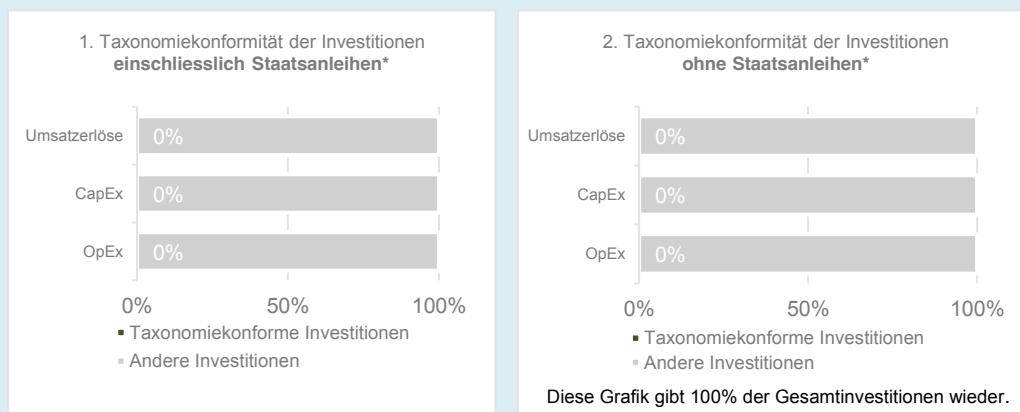 1. Taxonomiekonformität der Investitionen
einschliesslich Staatsanleihen*
Umsatzerlöse
0%
CapEx
0%
OpEx
0%
0%
50%
100%
Taxonomiekonforme Investitionen
Andere Investitionen
2. Taxonomiekonformität der Investitionen
ohne Staatsanleihen*
Umsatzerlöse
0%
CapEx
0%
OpEx
0%
0%
50%
100%
Taxonomiekonforme Investitionen
Andere Investitionen
Diese Grafik gibt 100% der Gesamtinvestitionen wieder.